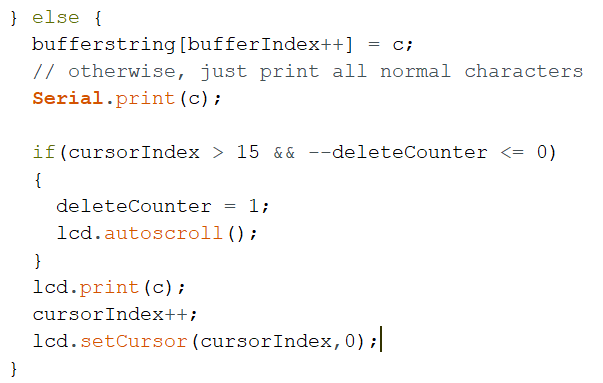 } else {
bufferstring[bufferIndex++] = c;
// otherwise, just print all normal characters
Serial.print(c);
if(cursorIndex > 15 && --deleteCounter <= 0)
{
deleteCounter = 1;
lcd.autoscroll();
}
lcd.print(c);
cursorIndex++;
lcd.setCursor(cursorIndex,0);
}